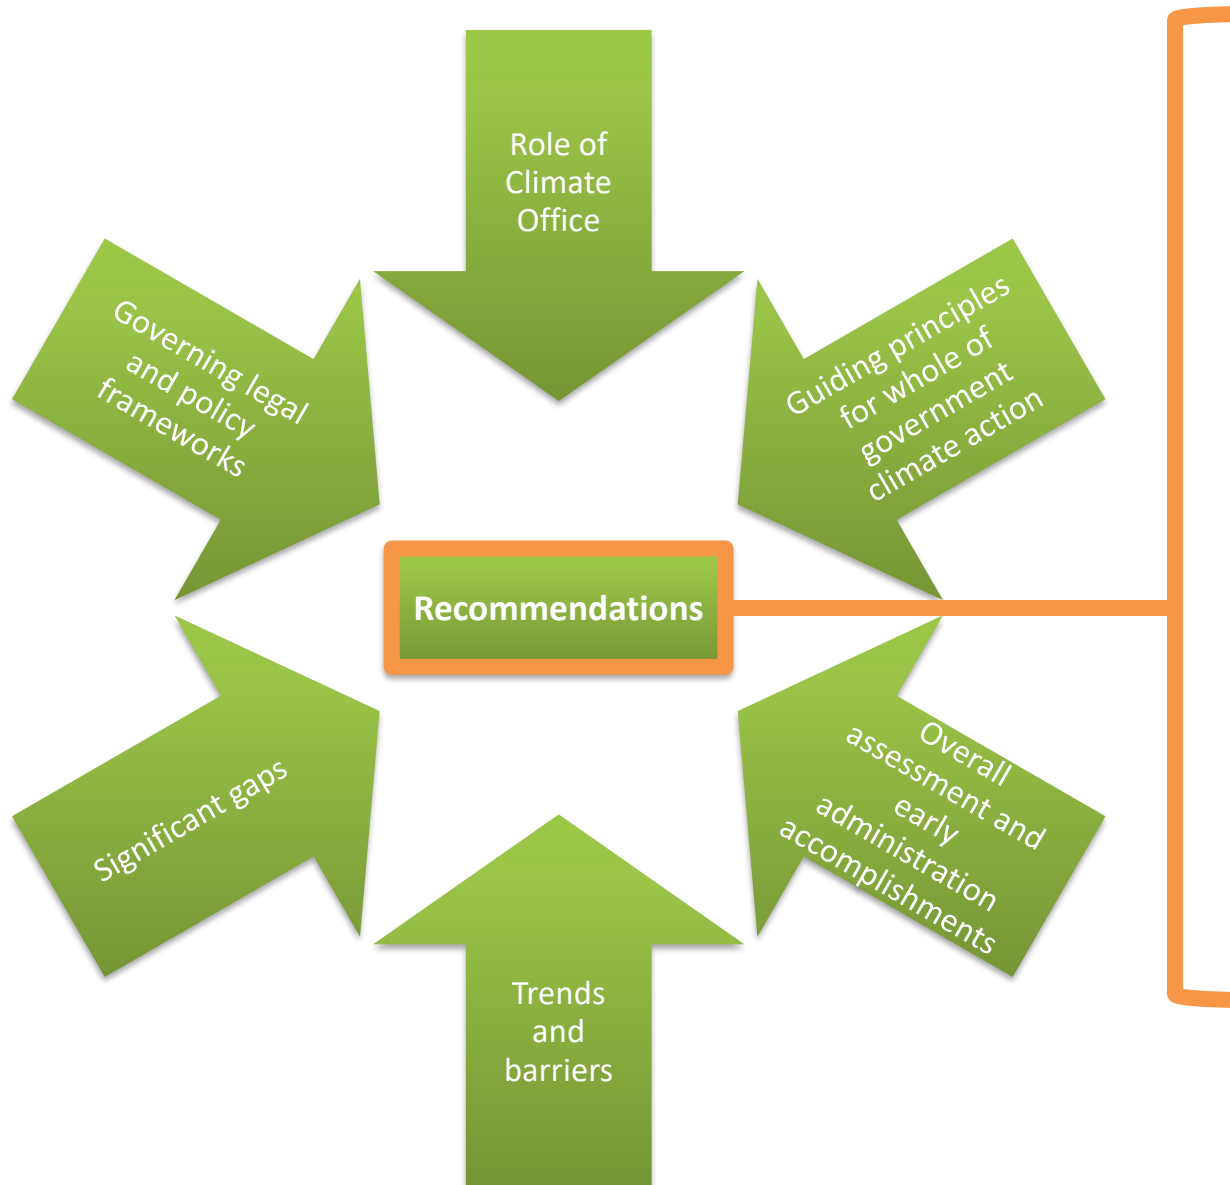 Role of
Climate
Office
Governing legal
and policy
frameworks
Guiding principles
for whole of
government
climate action
Recommendations
Significant gaps
Overall
assessment and
early
administration
accomplishments
Trends
and
barriers